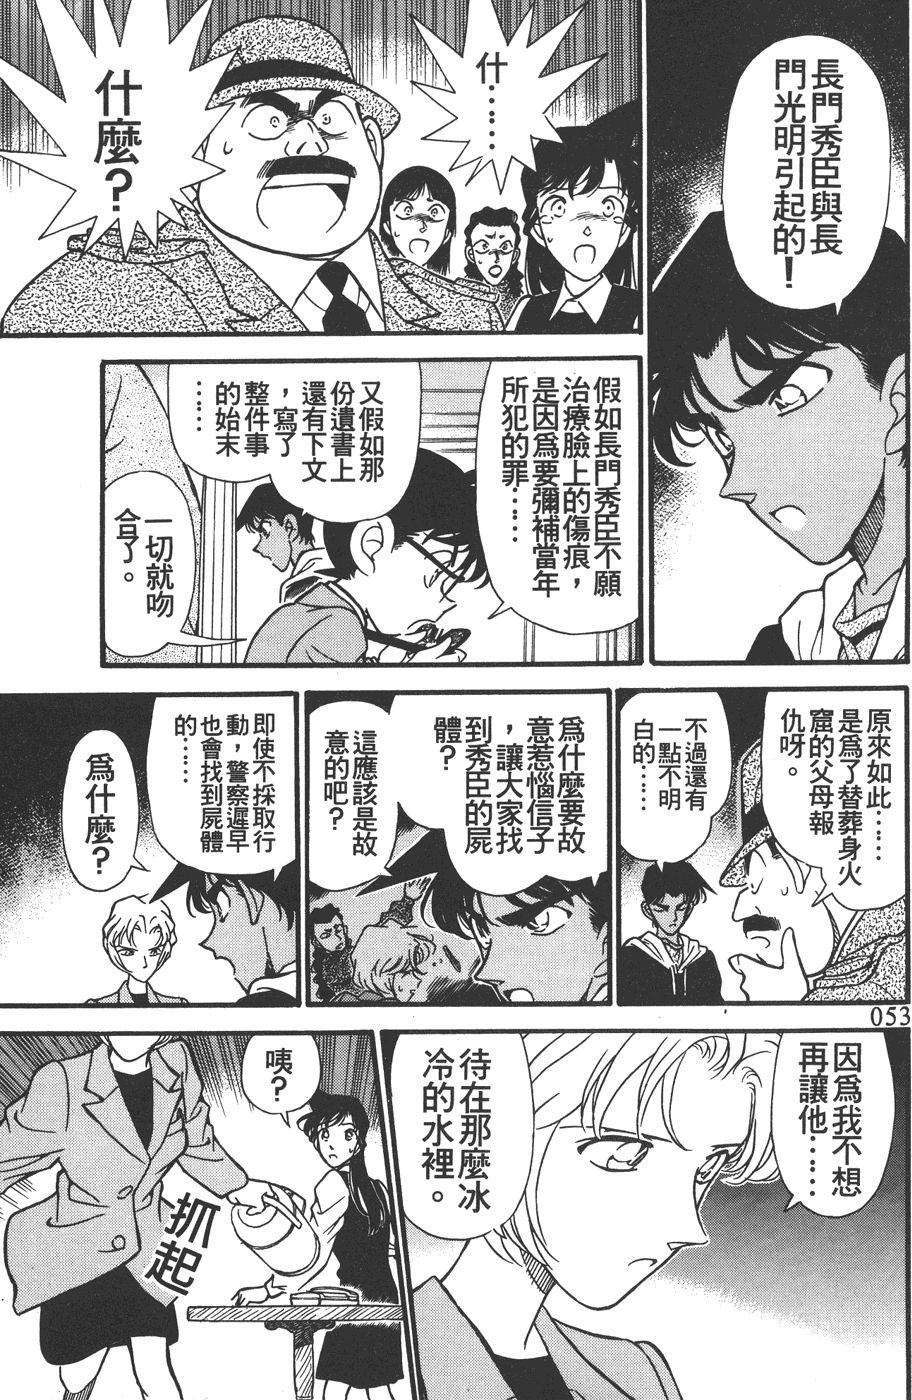 長門秀臣與長
門光明引起的！
什……
什麼？
假如長門秀臣不願
治療臉上的傷痕，
是因為要彌補當年
所犯的罪……
又假如那
份遺書上
還有下文
，寫了
整件事
的始末
……
一切就吻
合了。
原來如此……
是為了替葬身火
窟的父母報
仇呀。
不過還有
一點不明
白的……
為什麼要故
意惹惱信子
，讓大家找
到秀臣的屍
體？
這應該是故
意的吧？
即使不採取行
動，警察遲早
也會找到屍體
的……
為什麼？
053
因為我不想
再讓他……
待在那麼冰
冷的水裡。
咦？
抓起